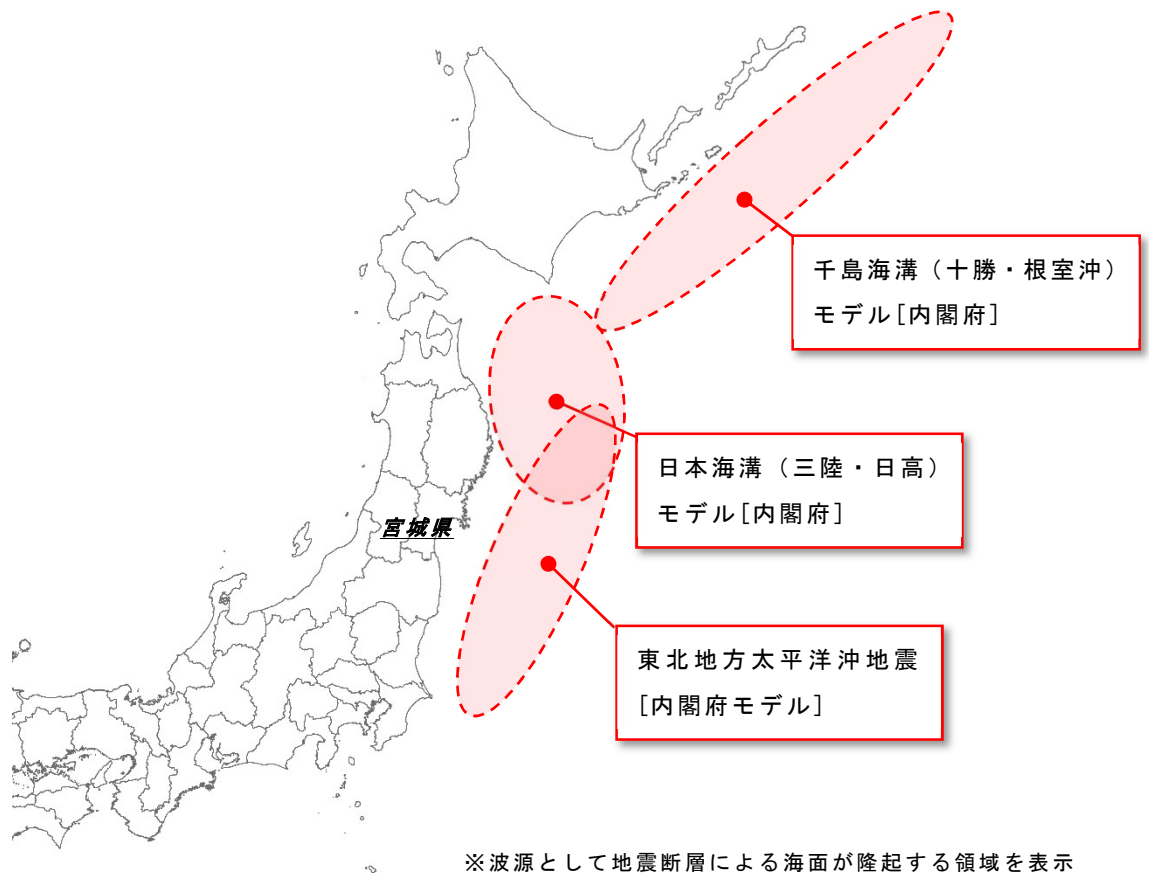 千島海溝（十勝・根室沖）
モデル[内閣府]
日本海溝（三陸・日高）
モデル[内閣府]
宮城県
東北地方太平洋沖地震
[内閣府モデル]
※波源として地震断層による海面が隆起する領域を表示